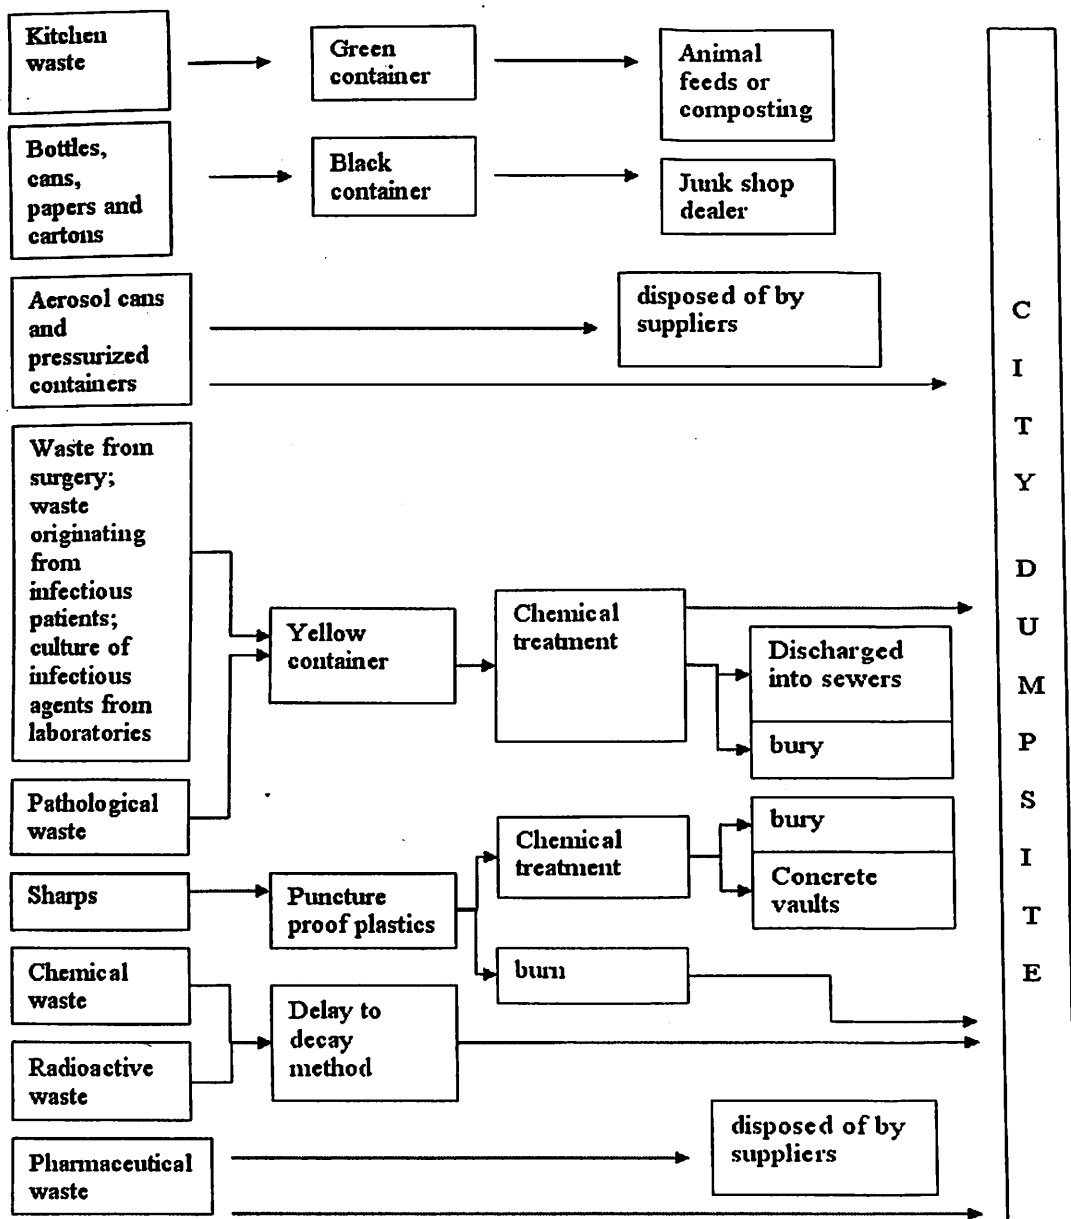 Kitchen
waste
Green
container
Animal
feeds or
composting
Bottles,
cans,
papers and
cartons
Black
container
Junk shop
dealer
Aerosol cans
and
pressurized
containers
disposed of by
suppliers
Waste from
surgery;
waste
originating
from
infectious
patients;
culture of
infectious
agents from
laboratories
Yellow
container
Chemical
treatment
Discharged
into sewers
bury
Pathological
waste
Sharps
Puncture
proof plastics
Chemical
treatment
bury
Concrete
vaults
burn
Chemical
waste
Radioactive
waste
Delay to
decay
method
Pharmaceutical
waste
disposed of by
suppliers
CITY DUMPSITE